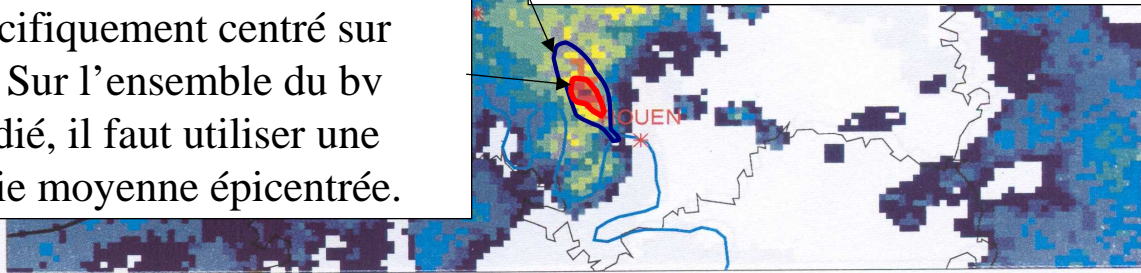 cifiquement centré sur
Sur l'ensemble du bv
dié, il faut utiliser une
ie moyenne épicentrée.
OUEN